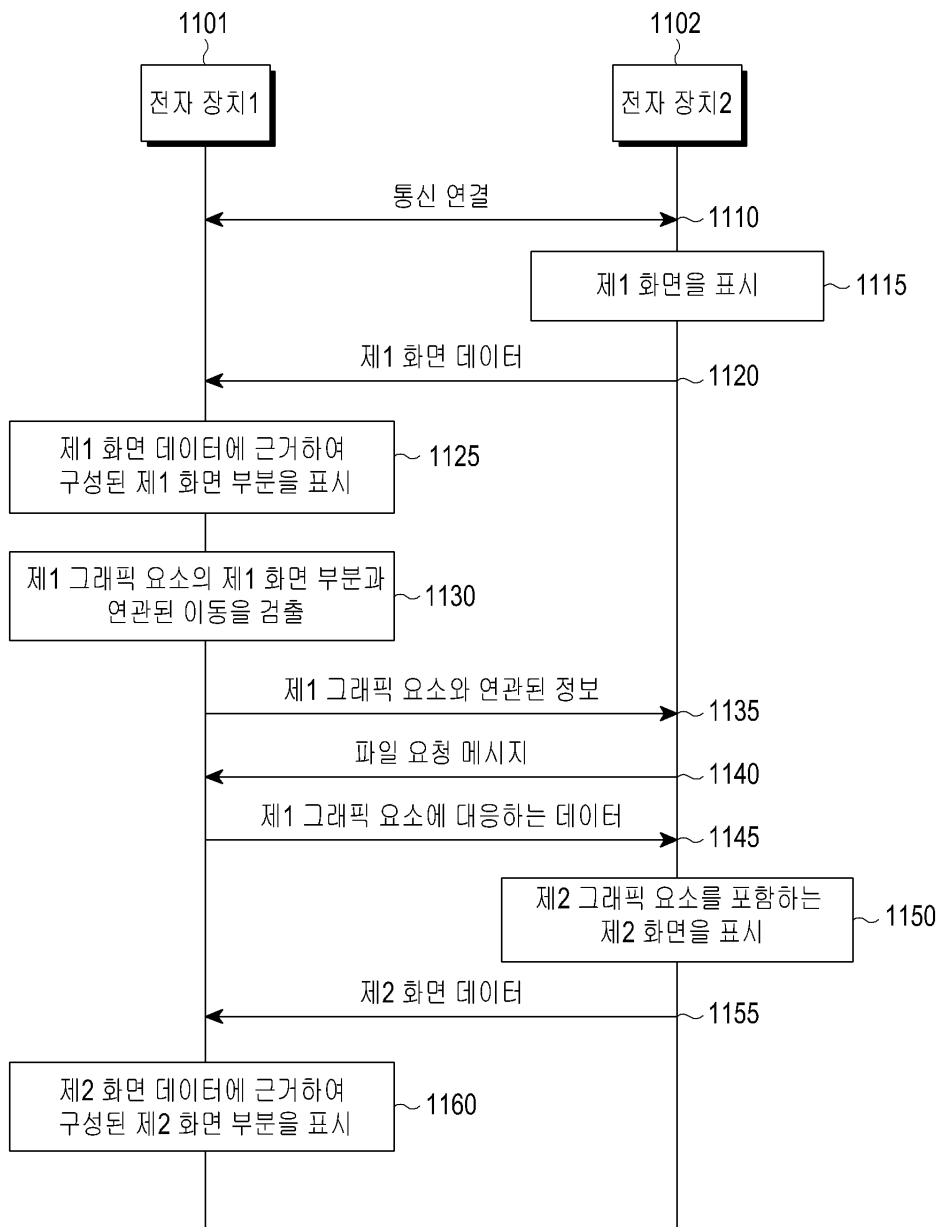 1101
1102
전자 장치1
전자 장치2
통신 연결
1110
제1 화면을 표시
1115
제1 화면 데이터
1120
제1 화면 데이터에 근거하여
구성된 제1 화면 부분을 표시
1125
제1 그래픽 요소의 제1 화면 부분과
연관된 이동을 검출
1130
제1 그래픽 요소와 연관된 정보
1135
파일 요청 메시지
1140
제1 그래픽 요소에 대응하는 데이터
1145
제2 그래픽 요소를 포함하는
제2 화면을 표시
1150
제2 화면 데이터
1155
제2 화면 데이터에 근거하여
구성된 제2 화면 부분을 표시
1160